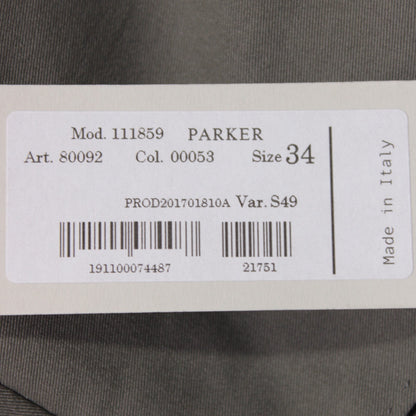 Mod. 111859 PARKER
Art. 80092 Col. 00053 Size 34
PROD201701810A Var. S49
191100074487 21751
Made in Italy